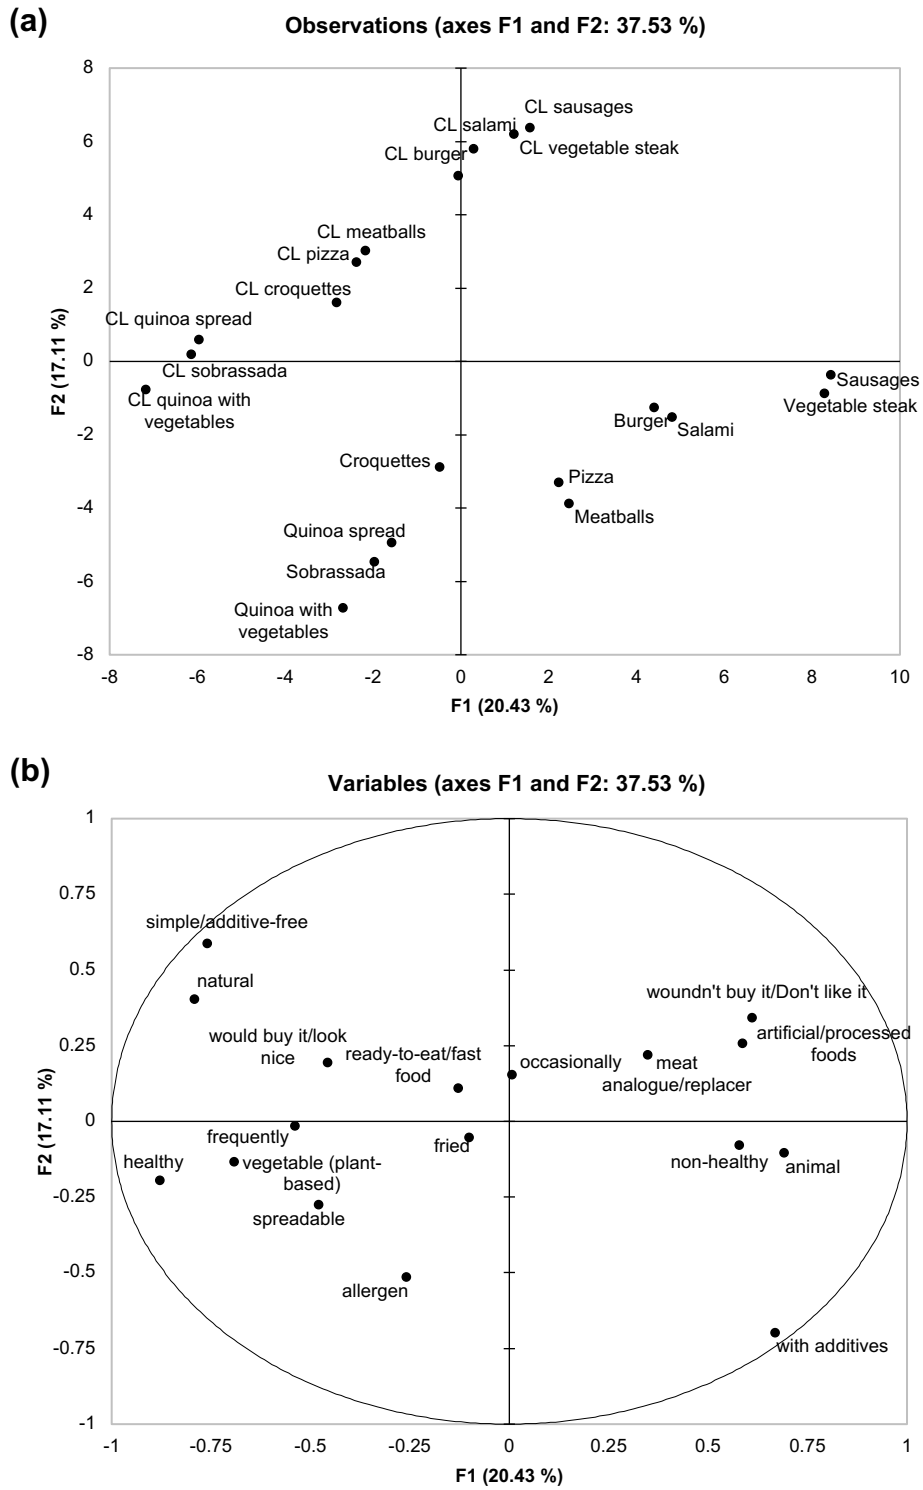 (a)
Observations (axes F1 and F2: 37.53 %)
8
6
4
2
0
-2
-4
-6
-8
F2 (17.11 %)
CL sausages
CL salami
CL vegetable steak
CL burger
CL meatballs
CL pizza
CL croquettes
CL quinoa spread
CL sobrassada
CL quinoa with
vegetables
Sausages
Vegetable steak
Burger
Salami
Croquettes
Pizza
Meatballs
Quinoa spread
Sobrassada
Quinoa with
vegetables
-8 -6 -4 -2 0 2 4 6 8 10
F1 (20.43 %)
(b)
Variables (axes F1 and F2: 37.53 %)
1
0.75
0.5
0.25
0
-0.25
-0.5
-0.75
-1
F2 (17.11 %)
simple/additive-free
natural
would buy it/look
nice
ready-to-eat/fast
food
occasionally
woundn't buy it/Don't like it
artificial/processed
foods
meat
analogue/replacer
frequently
fried
healthy
vegetable (plant-
based)
spreadable
non-healthy
animal
allergen
with additives
-1 -0.75 -0.5 -0.25 0 0.25 0.5 0.75 1
F1 (20.43 %)